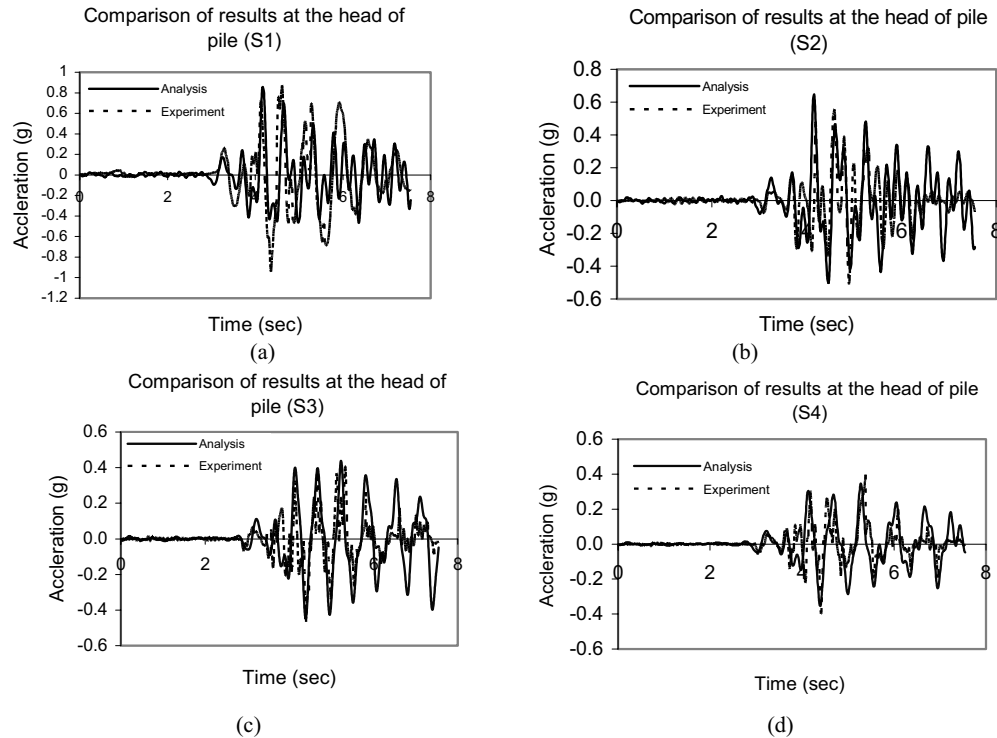 Comparison of results at the head of
pile (S1)
1
0.8
0.6
0.4
0.2
0
-0.2
-0.4
-0.6
-0.8
-1
-1.2
0
2
4
6
8
Analysis
Experiment
Accleration (g)
Time (sec)
(a)
Comparison of results at the head of pile
(S2)
0.8
0.6
0.4
0.2
0.0
-0.2
-0.4
-0.6
0
2
4
6
8
Analysis
Experiment
Accleration (g)
Time (sec)
(b)
Comparison of results at the head of
pile (S3)
0.6
0.4
0.2
0
-0.2
-0.4
-0.6
0
2
4
6
8
Analysis
Experiment
Accleration (g)
Time (sec)
(c)
Comparison of results at the head of pile
(S4)
0.6
0.4
0.2
0.0
-0.2
-0.4
-0.6
0
2
4
6
8
Analysis
Experiment
Accleration (g)
Time (sec)
(d)